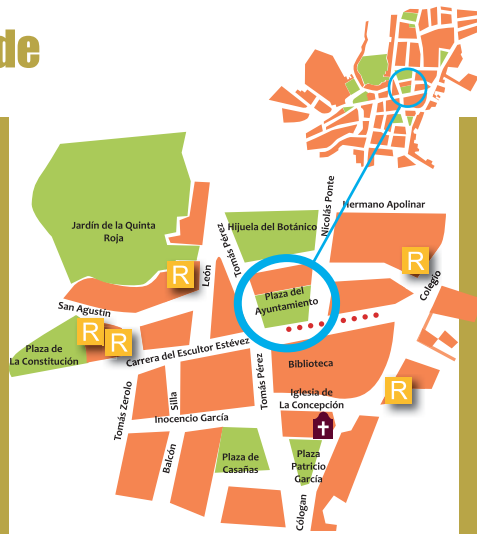 de
Nicolás Ponte
Hermano Apolinar
Jardín de la Quinta
Roja
Tomás Pérez
Hijuela del Botánico
León
R
R
Colegio
Plaza del
Ayuntamiento
San Agustín
R
R
Plaza de
La Constitución
Carrera del Escultor Estévez
Biblioteca
Tomás Zerolo
Silla
Tomás Pérez
Iglesia de
La Concepción
R
Inocencio García
Balcón
Plaza de
Casañas
Plaza
Patricio
García
Cólogan